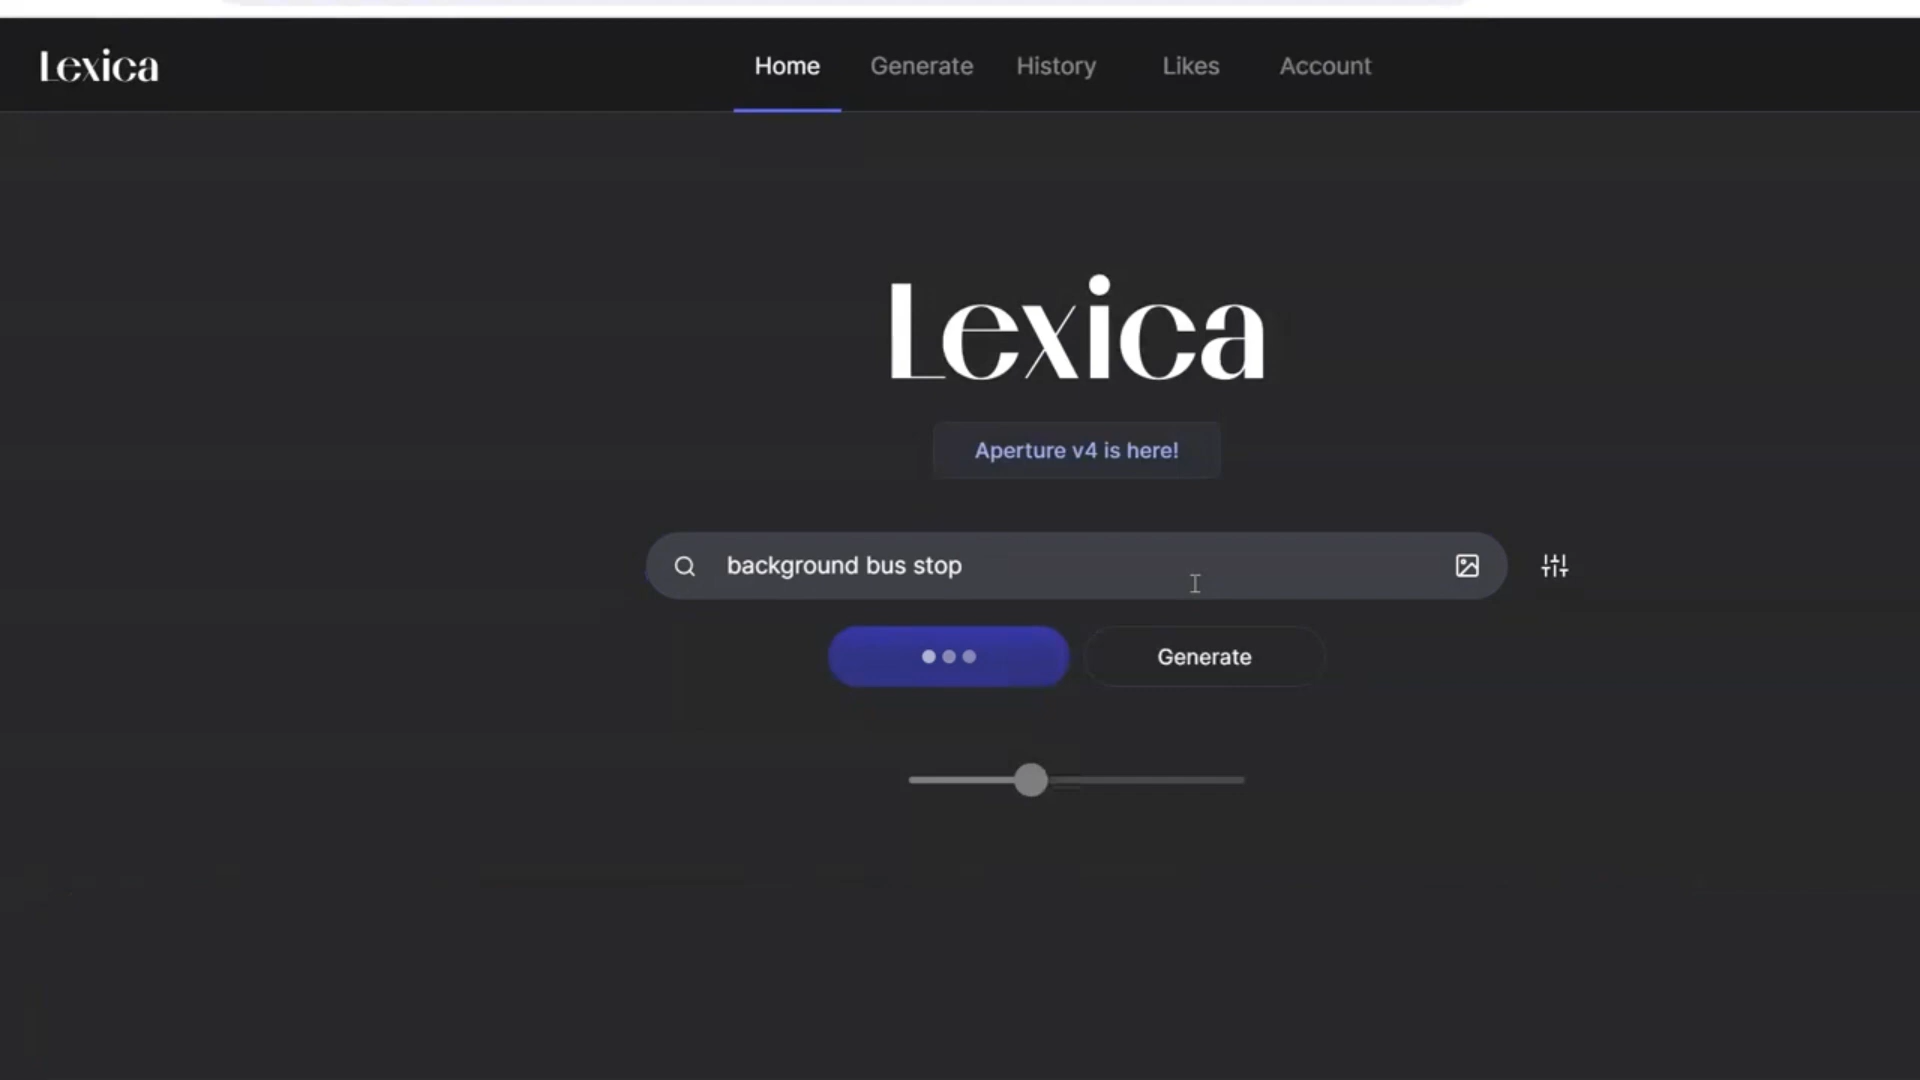 Lexica
Home Generate History Likes Account
Lexica
Aperture v4 is here!
background bus stop
Generate